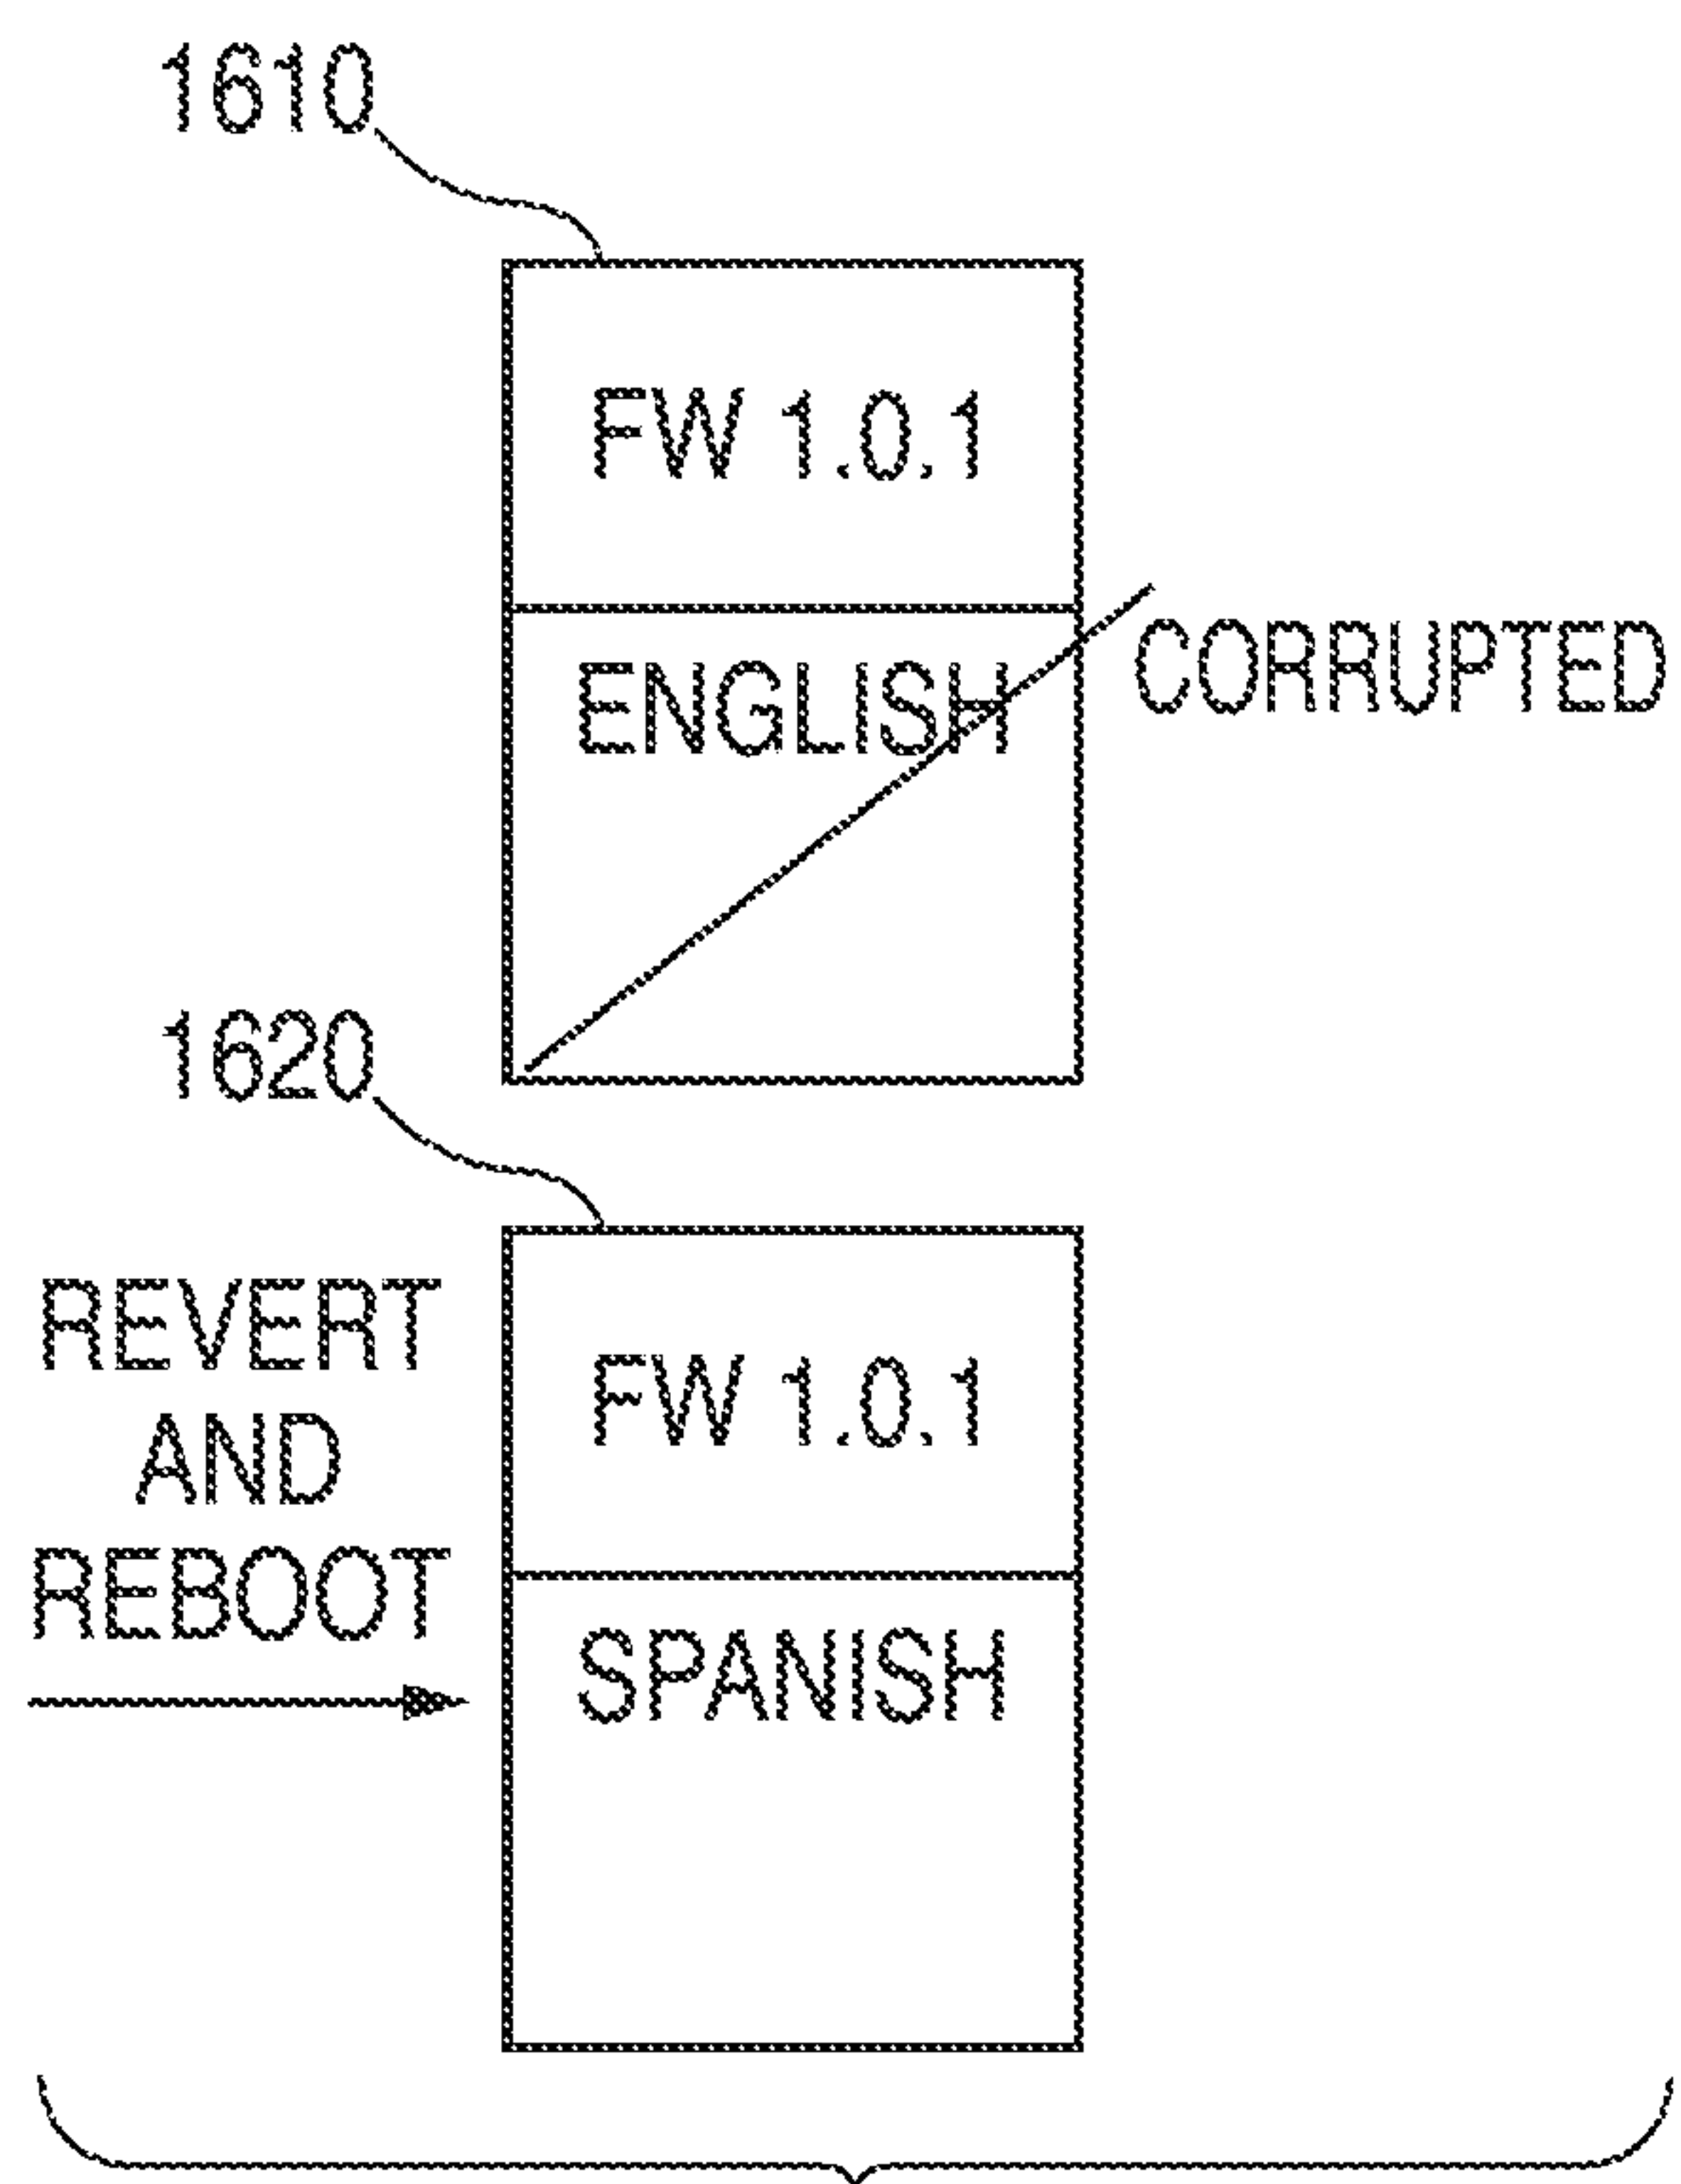 1610
FW 1.0.1
ENGLISH
CORRUPTED
1620
REVERT
AND
REBOOT
FW 1.0.1
SPANISH